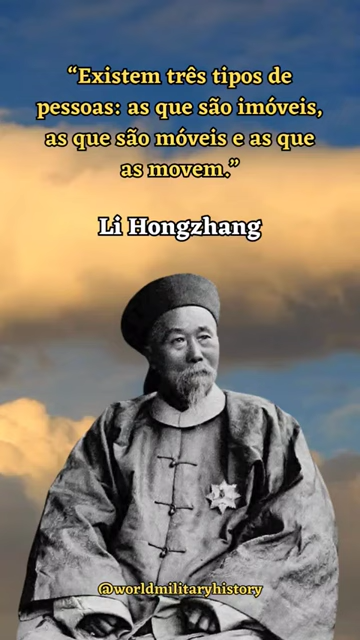 “Existem três tipos de
pessoas: as que são imóveis,
as que são móveis e as que
as movem.”
Li Hongzhang
@worldmilitaryhistory